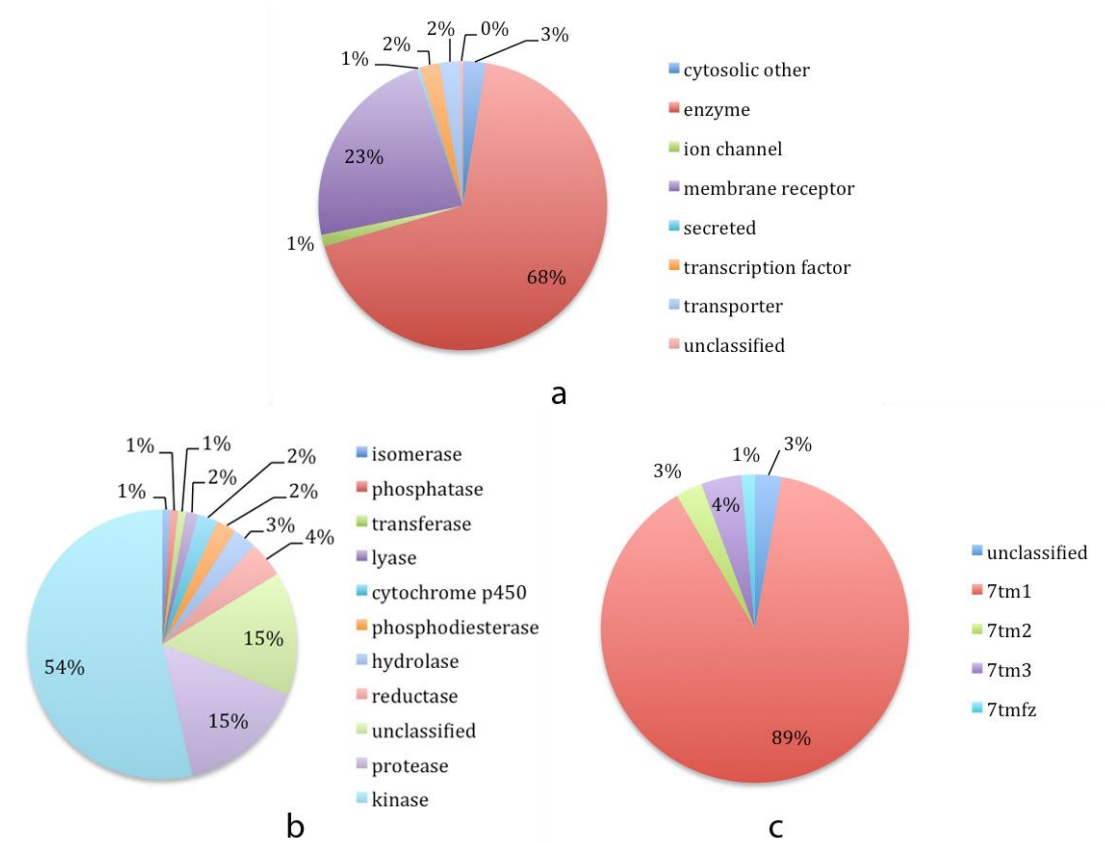 2%
0%
3%
2%
1%
23%
1%
68%
cytosolic other
enzyme
ion channel
membrane receptor
secreted
transcription factor
transporter
unclassified
a
1%
1%
2%
1%
2%
2%
3%
4%
15%
15%
54%
isomerase
phosphatase
transferase
lyase
cytochrome p450
phosphodiesterase
hydrolase
reductase
unclassified
protease
kinase
b
3%
1%
3%
4%
89%
unclassified
7tm1
7tm2
7tm3
7tmfz
c